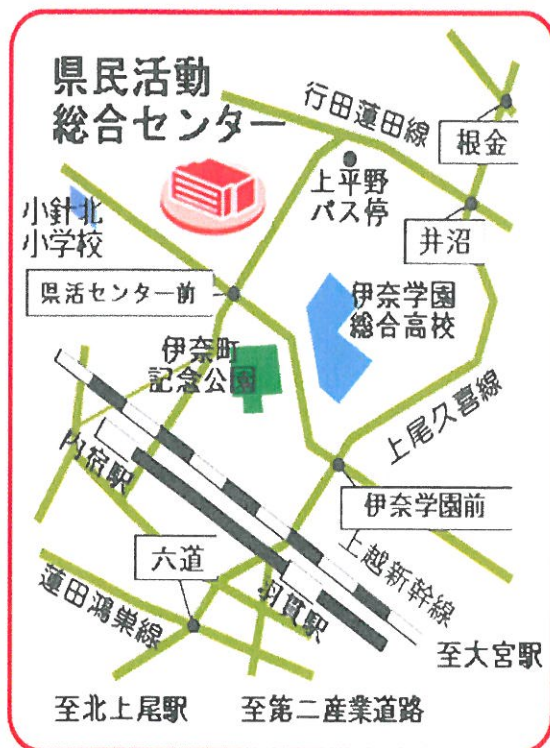 県民活動
総合センター
行田蓮田線
根金
上平野
バス停
井沼
小針北
小学校
県活センター前
伊奈学園
総合高校
伊奈町
記念公園
上尾久喜線
内宿駅
伊奈学園前
六道
上越新幹線
蓮田鴻巣線
羽貫駅
至大宮駅
至北上尾駅
至第二産業道路